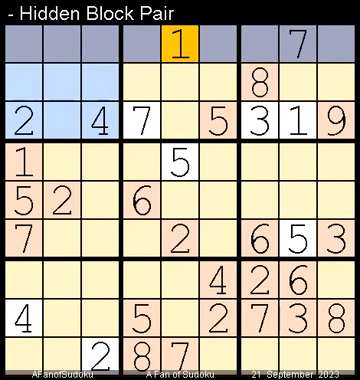 - Hidden Block Pair
1 7
8
2 4 7 5 3 1 9
1 5
5 2 6
7 2 6 5 3
4 2 6
4 5 2 7 3 8
2 8 7
AFanofSudoku A Fan of Sudoku 21 September 2023